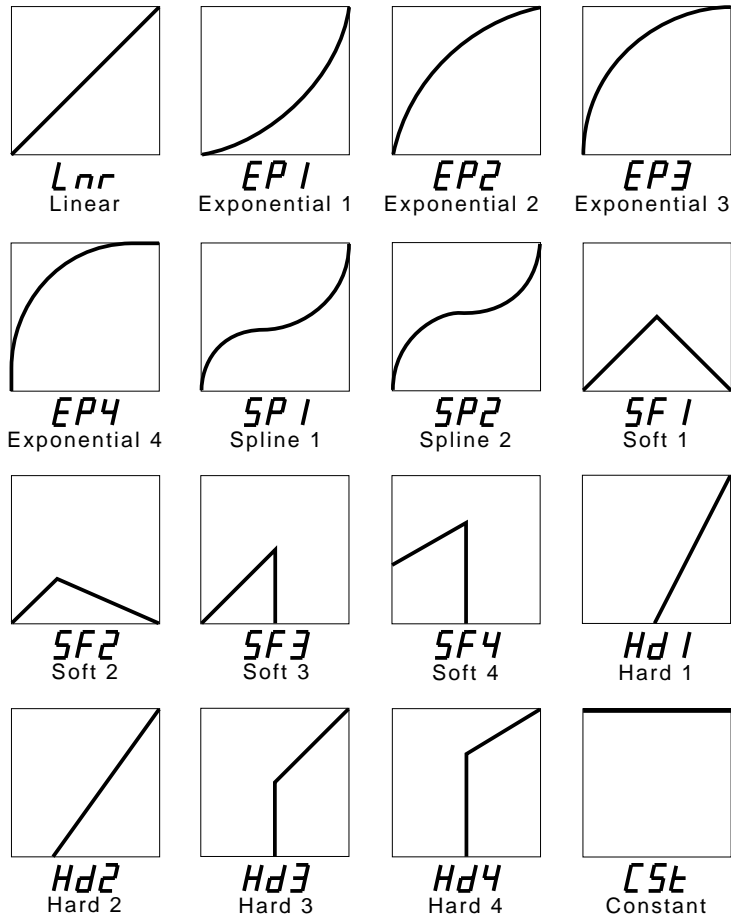 Lnr EP1 EP2 EP3
Linear Exponential 1 Exponential 2 Exponential 3
EP4 SP1 SP2 SF1
Exponential 4 Spline 1 Spline 2 Soft 1
SF2 SF3 SF4 Hd1
Soft 2 Soft 3 Soft 4 Hard 1
Hd2 Hd3 Hd4 CSt
Hard 2 Hard 3 Hard 4 Constant